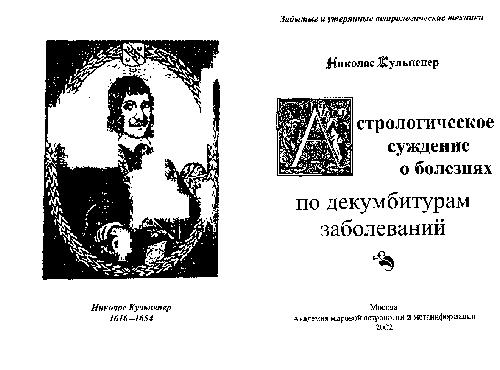 Николас Кульпепер
1616—1654
Забытые и утерянные астрологические техники
Николас Кульпепер
Астрологическое
суждение
о болезнях
по декумбитурам
заболеваний
Москва
Академия мировой астрологии и метаинформации
2002